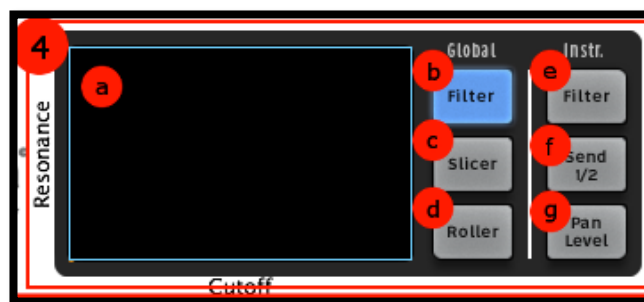 4
Global
Instr.
a
b
Filter
e
Filter
c
Slicer
f
Send
1/2
d
Roller
g
Pan
Level
Resonance
Cutoff